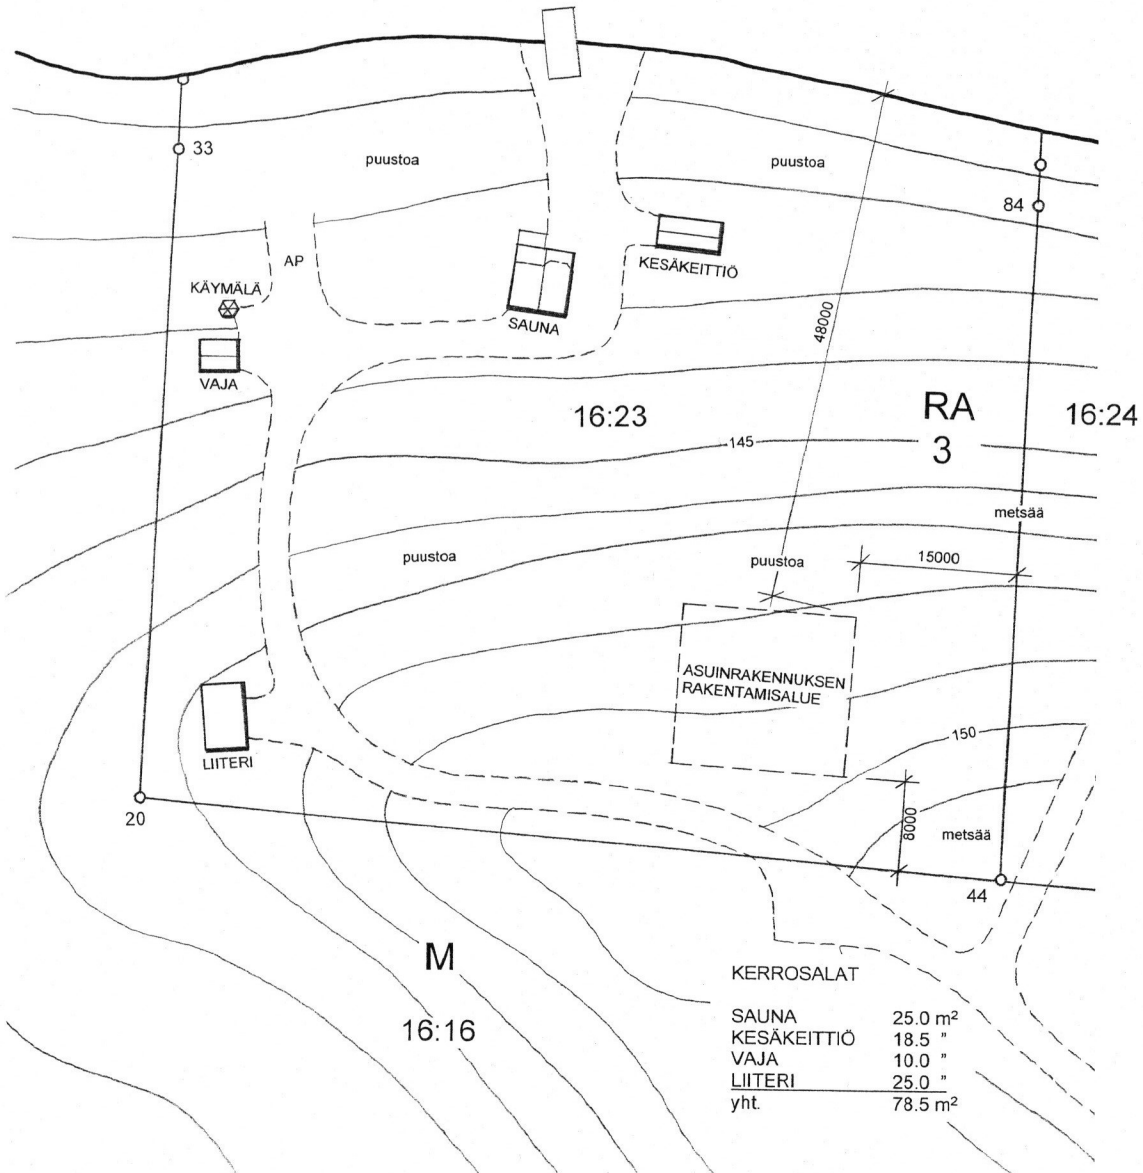 33
puustoa
puustoa
84
AP
KÄYMÄLÄ
KESÄKEITTIÖ
SAUNA
48000
VAJA
16:23
RA
3
16:24
145
metsää
puustoa
puustoa
15000
ASUINRAKENNUKSEN
RAKENTAMISALUE
150
LIITERI
20
8000
metsää
44
M
16:16
KERROSALAT
SAUNA 25.0 m²
KESÄKEITTIÖ 18.5 ”
VAJA 10.0 ”
LIITERI 25.0 ”
yht. 78.5 m²